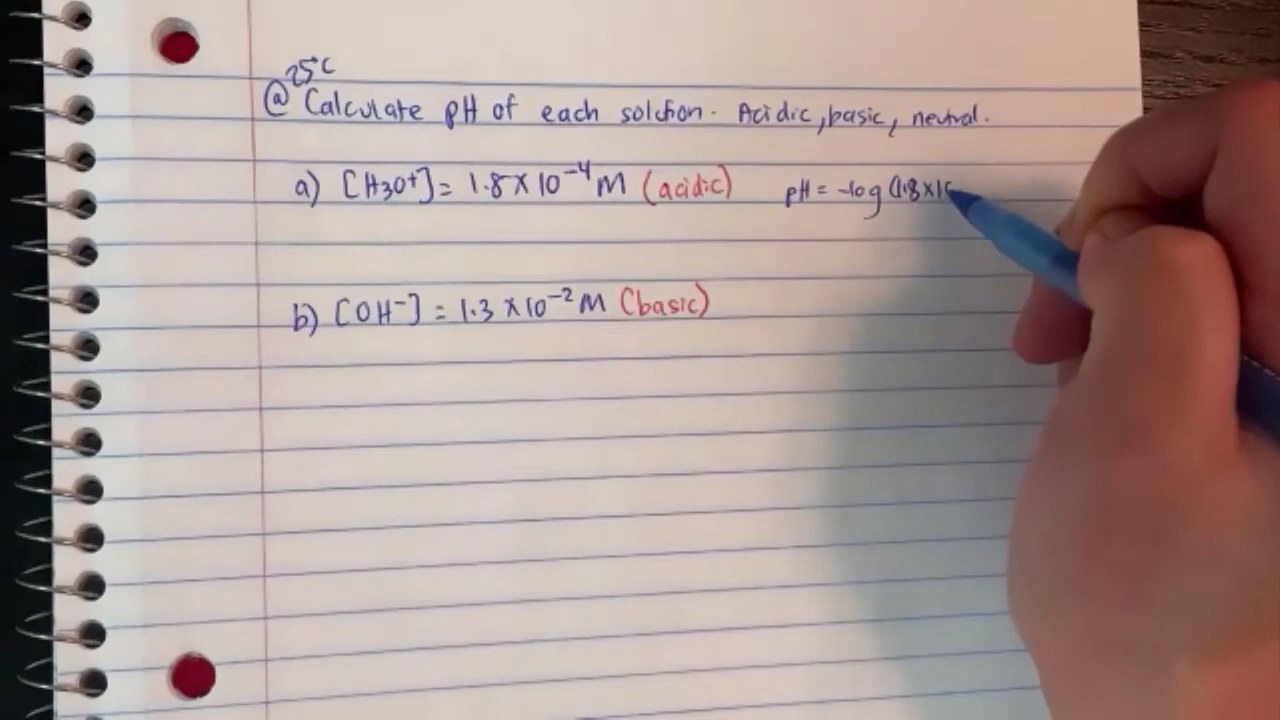 25°C
@ Calculate pH of each solution. Acidic, basic, neutral.
a) [H3O+] = 1.8 x 10⁻⁴ M (acidic) pH = -log (1.8 x 10
b) [OH⁻] = 1.3 x 10⁻² M (basic)